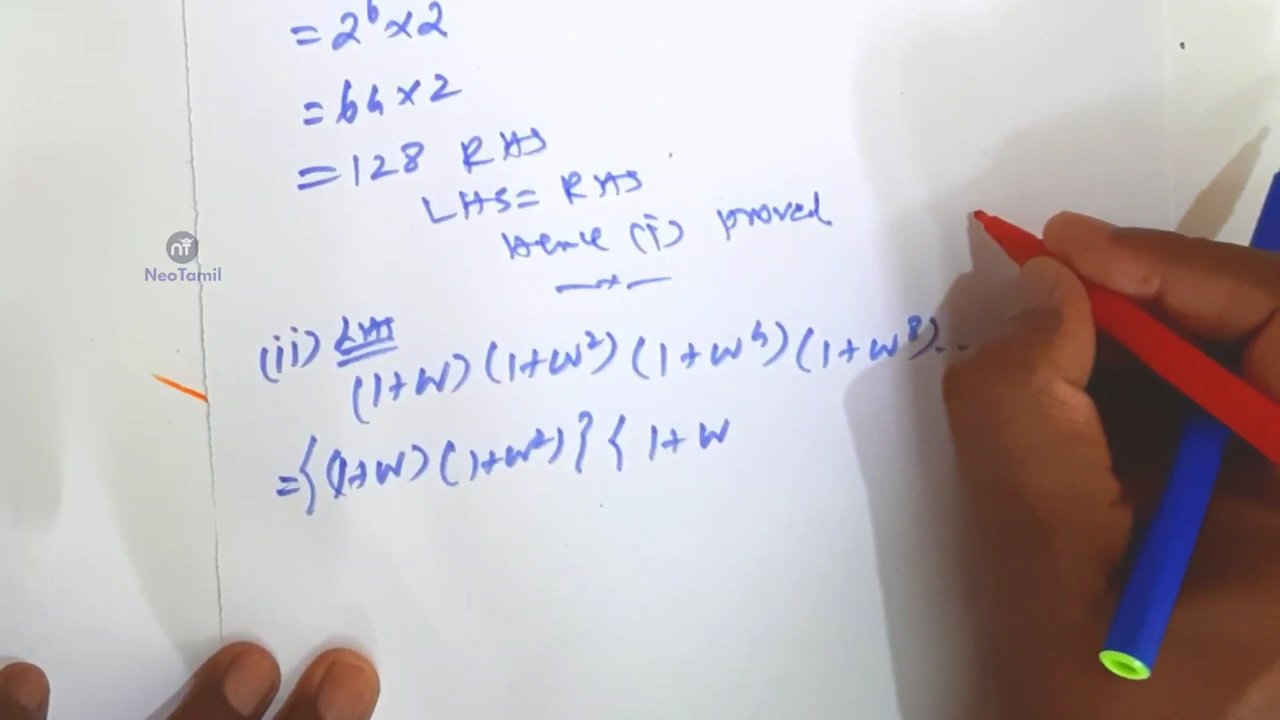 = 2⁶ × 2
= 64 × 2
= 128 RHS
LHS = RHS
Hence (i) proved
nT
NeoTamil
(ii) LHS
(1+w) (1+w²) (1+w⁴) (1+w⁸)...
= { (1+w) (1+w²) } { 1+w